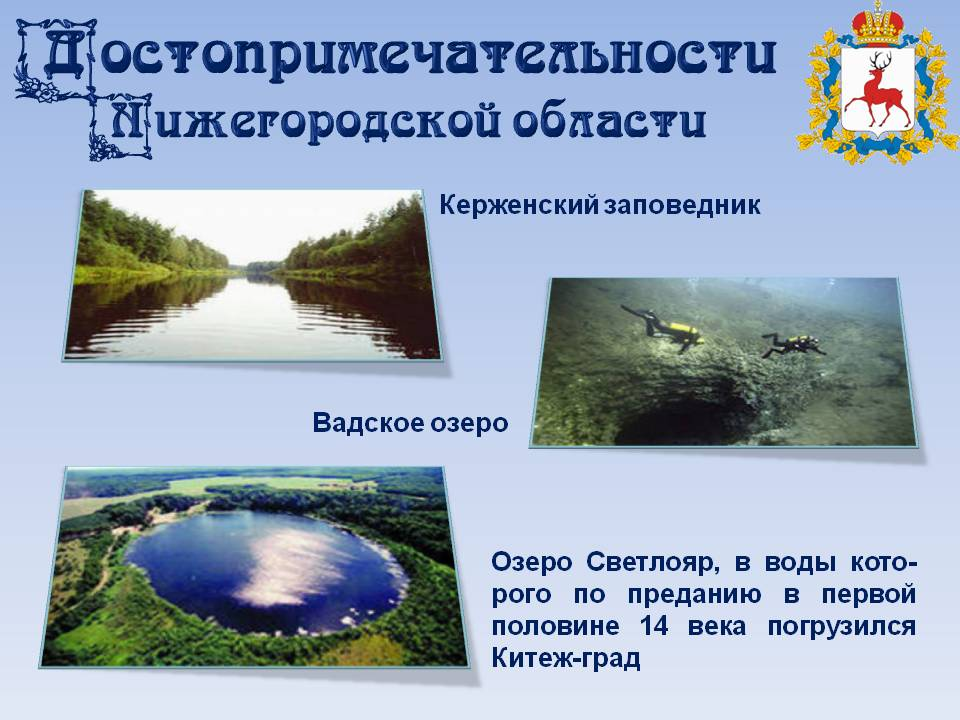 Достопримечательности
Нижегородской области
Керженский заповедник
Вадское озеро
Озеро Светлояр, в воды кото-
рого по преданию в первой
половине 14 века погрузился
Китеж-град